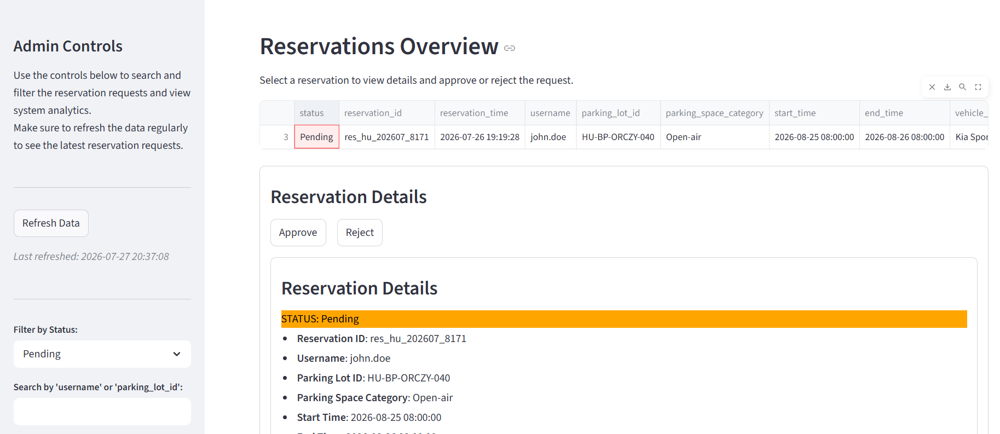 Admin Controls
Use the controls below to search and
filter the reservation requests and view
system analytics.
Make sure to refresh the data regularly
to see the latest reservation requests.
Refresh Data
Last refreshed: 2026-07-27 20:37:08
Filter by Status:
Pending
Search by 'username' or 'parking_lot_id':
Reservations Overview
Select a reservation to view details and approve or reject the request.
status reservation_id reservation_time username parking_lot_id parking_space_category start_time end_time vehicle_
3 Pending res_hu_202607_8171 2026-07-26 19:19:28 john.doe HU-BP-ORCZY-040 Open-air 2026-08-25 08:00:00 2026-08-26 08:00:00 Kia Spor
Reservation Details
Approve Reject
Reservation Details
STATUS: Pending
• Reservation ID: res_hu_202607_8171
• Username: john.doe
• Parking Lot ID: HU-BP-ORCZY-040
• Parking Space Category: Open-air
• Start Time: 2026-08-25 08:00:00